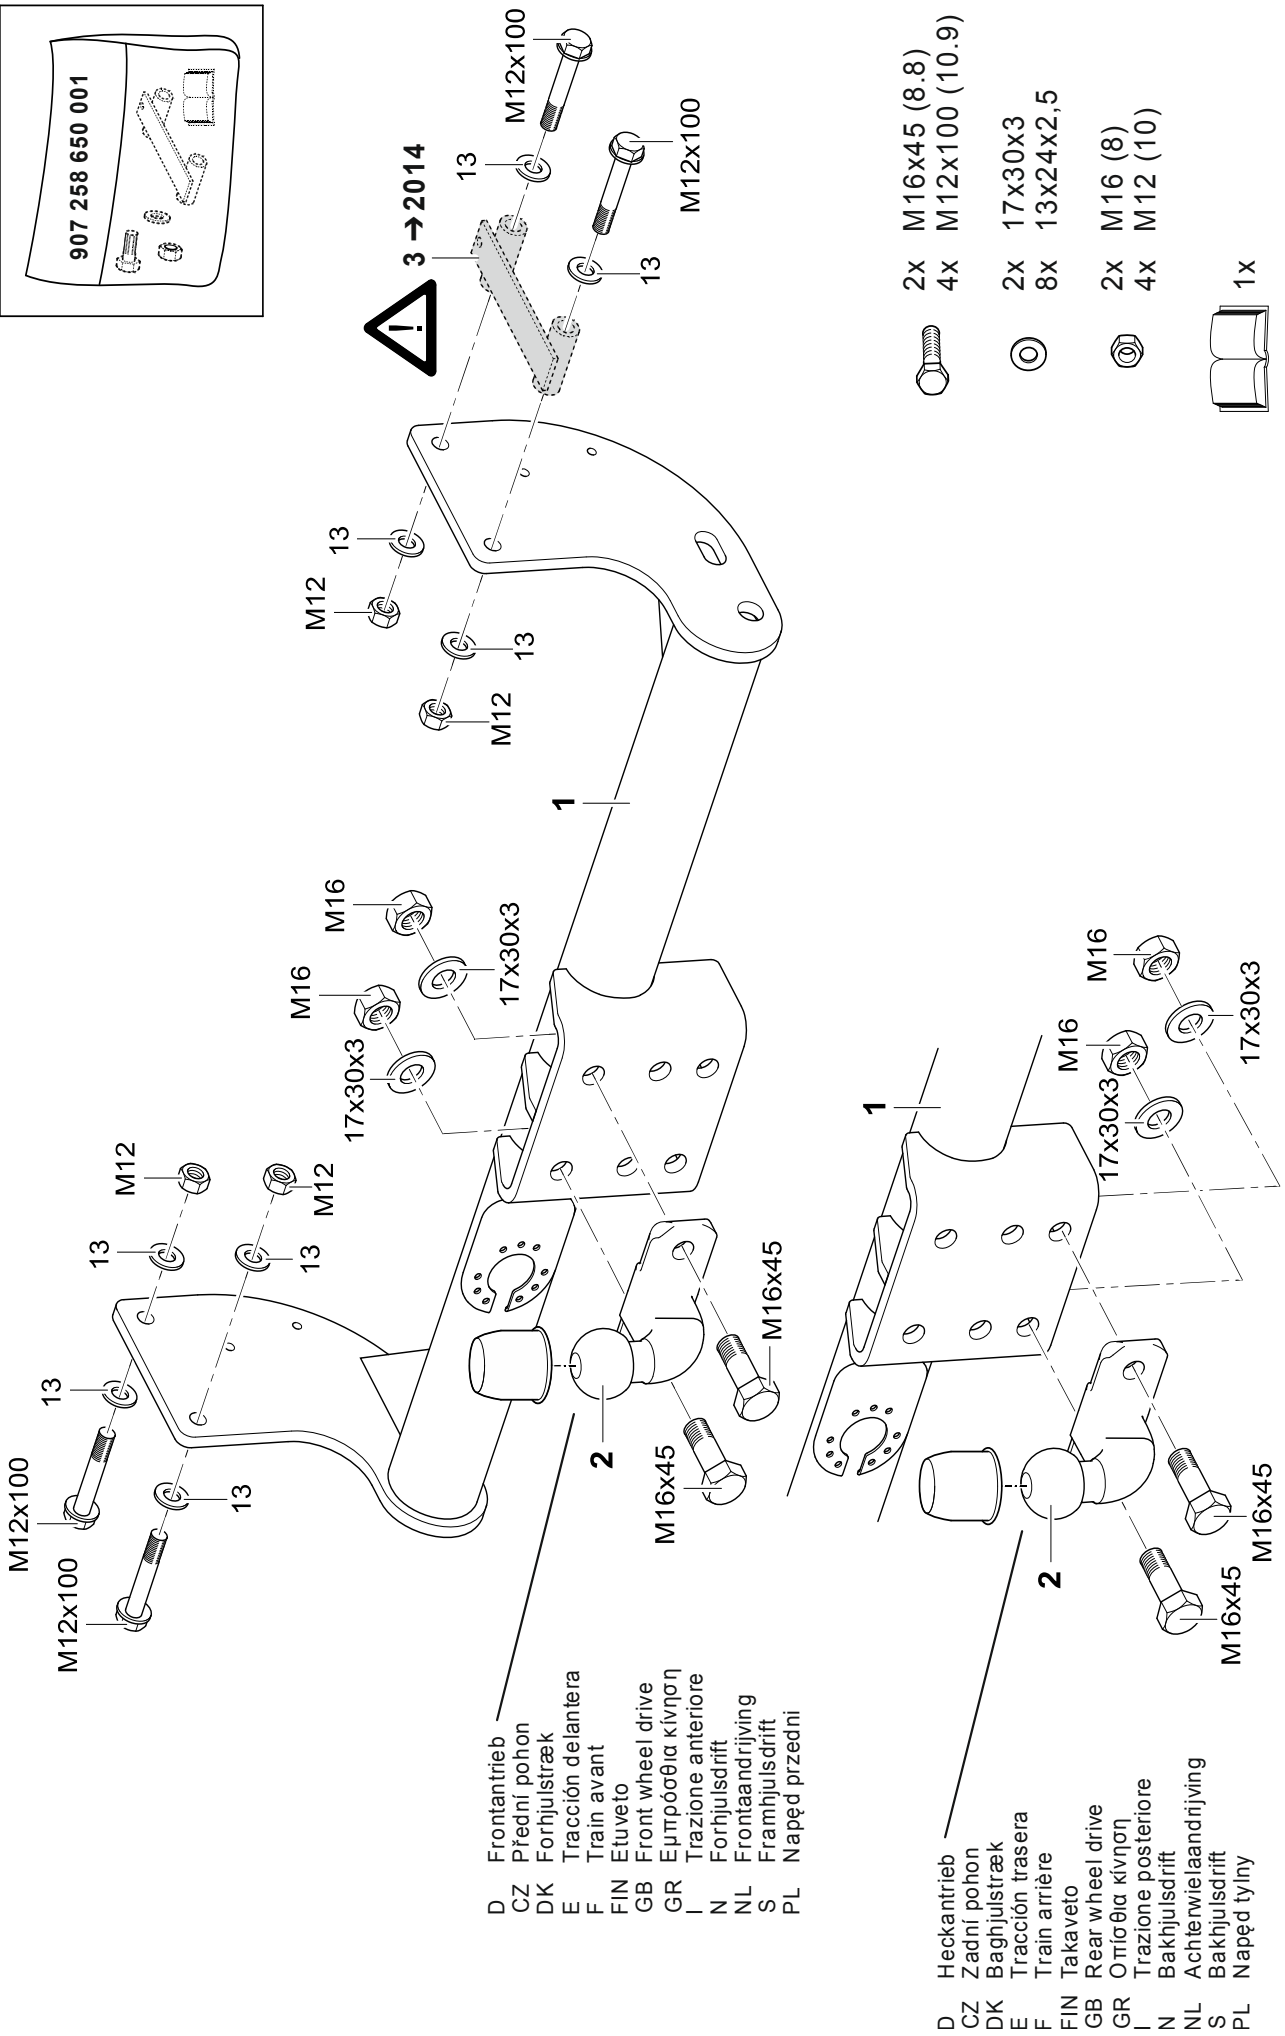 907 258 650 001
M12x100
13
M12x100
13
3 ➔2014
!
2x M16x45 (8.8)
4x M12x100 (10.9)
2x 17x30x3
8x 13x24x2,5
2x M16 (8)
4x M12 (10)
1x
13
M12
13
M12
1
M16
17x30x3
M16
17x30x3
M12
13
M12
13
13
M12x100
13
M12x100
M16x45
M16x45
2
D Frontantrieb
CZ Přední pohon
DK Forhjulstræk
E Tracción delantera
F Train avant
FIN Etuveto
GB Front wheel drive
GR Εμπρόσθια κίνηση
I Trazione anteriore
N Forhjulsdrift
NL Frontaandrijving
S Framhjulsdrift
PL Napęd przedni
1
M16
17x30x3
M16
17x30x3
M16x45
M16x45
2
D Heckantrieb
CZ Zadní pohon
DK Baghjulstræk
E Tracción trasera
F Train arrière
FIN Takaveto
GB Rear wheel drive
GR Οπίσθια κίνηση
I Trazione posteriore
N Bakhjulsdrift
NL Achterwielaandrijving
S Bakhjulsdrift
PL Napęd tylny